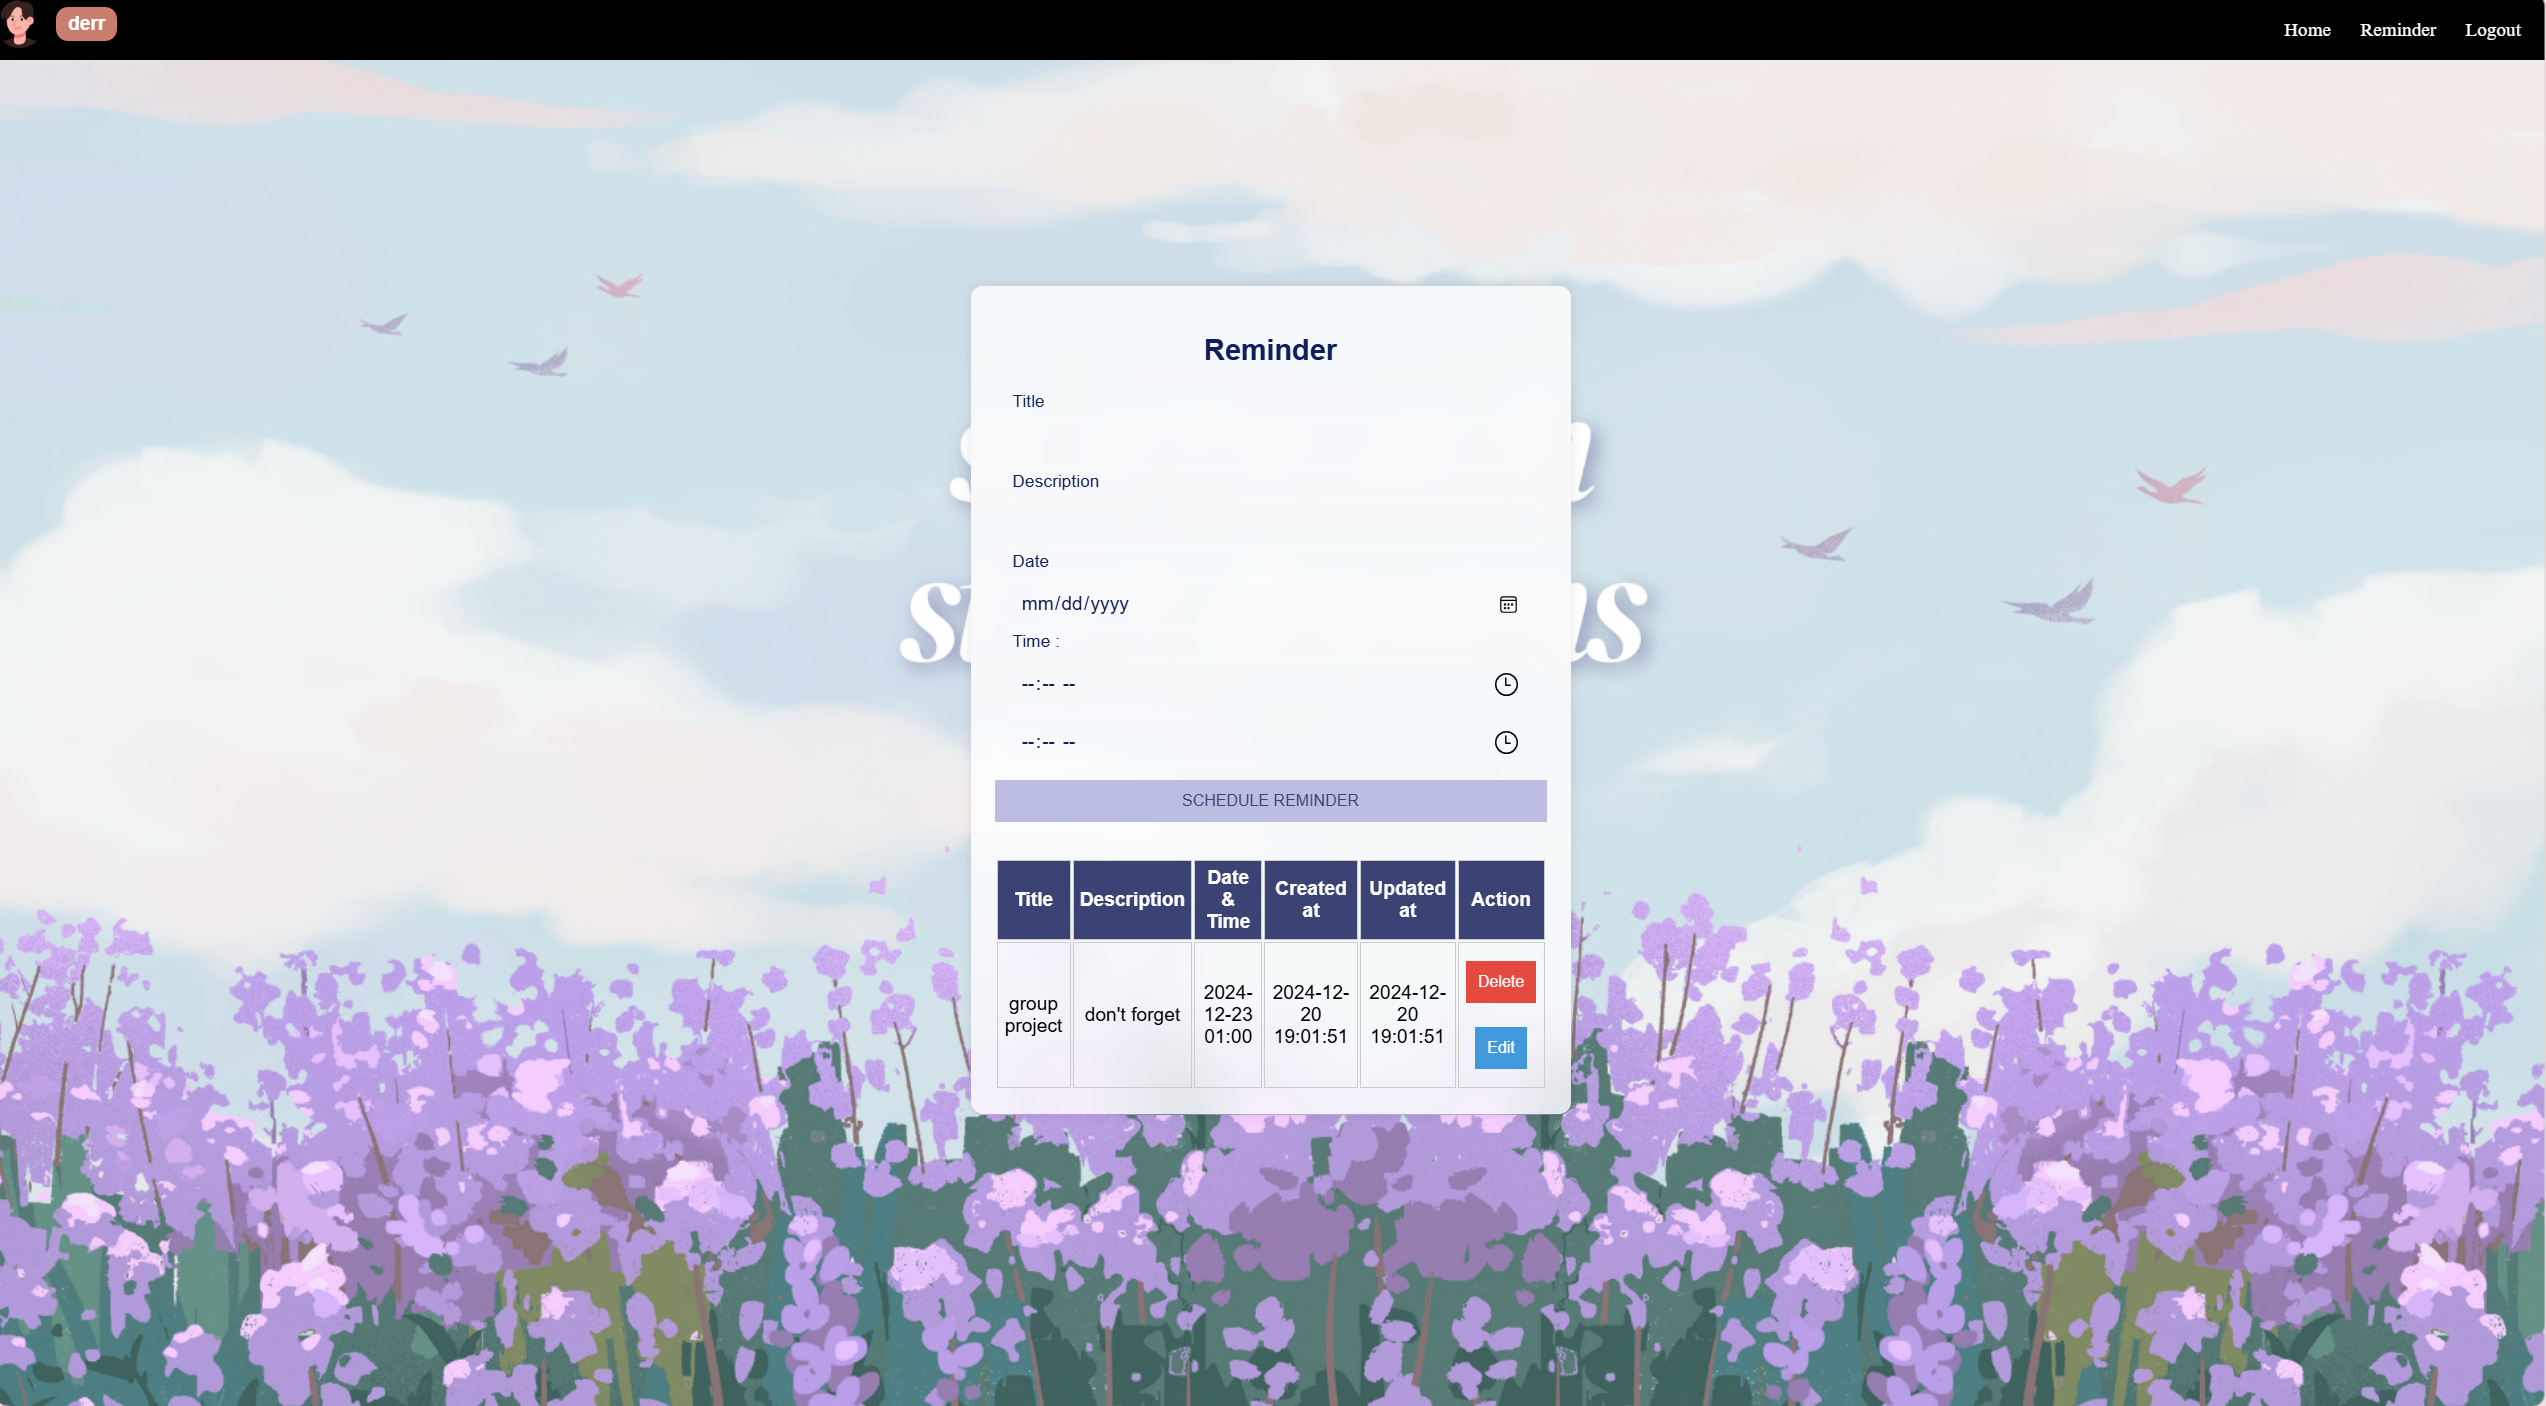 derr
Home Reminder Logout
Reminder
Title
Description
Date
mm/dd/yyyy
Time :
--:-- --
--:-- --
SCHEDULE REMINDER
Title Description Date & Time Created at Updated at Action
group project don't forget 2024-12-23 01:00 2024-12-20 19:01:51 2024-12-20 19:01:51 Delete
Edit